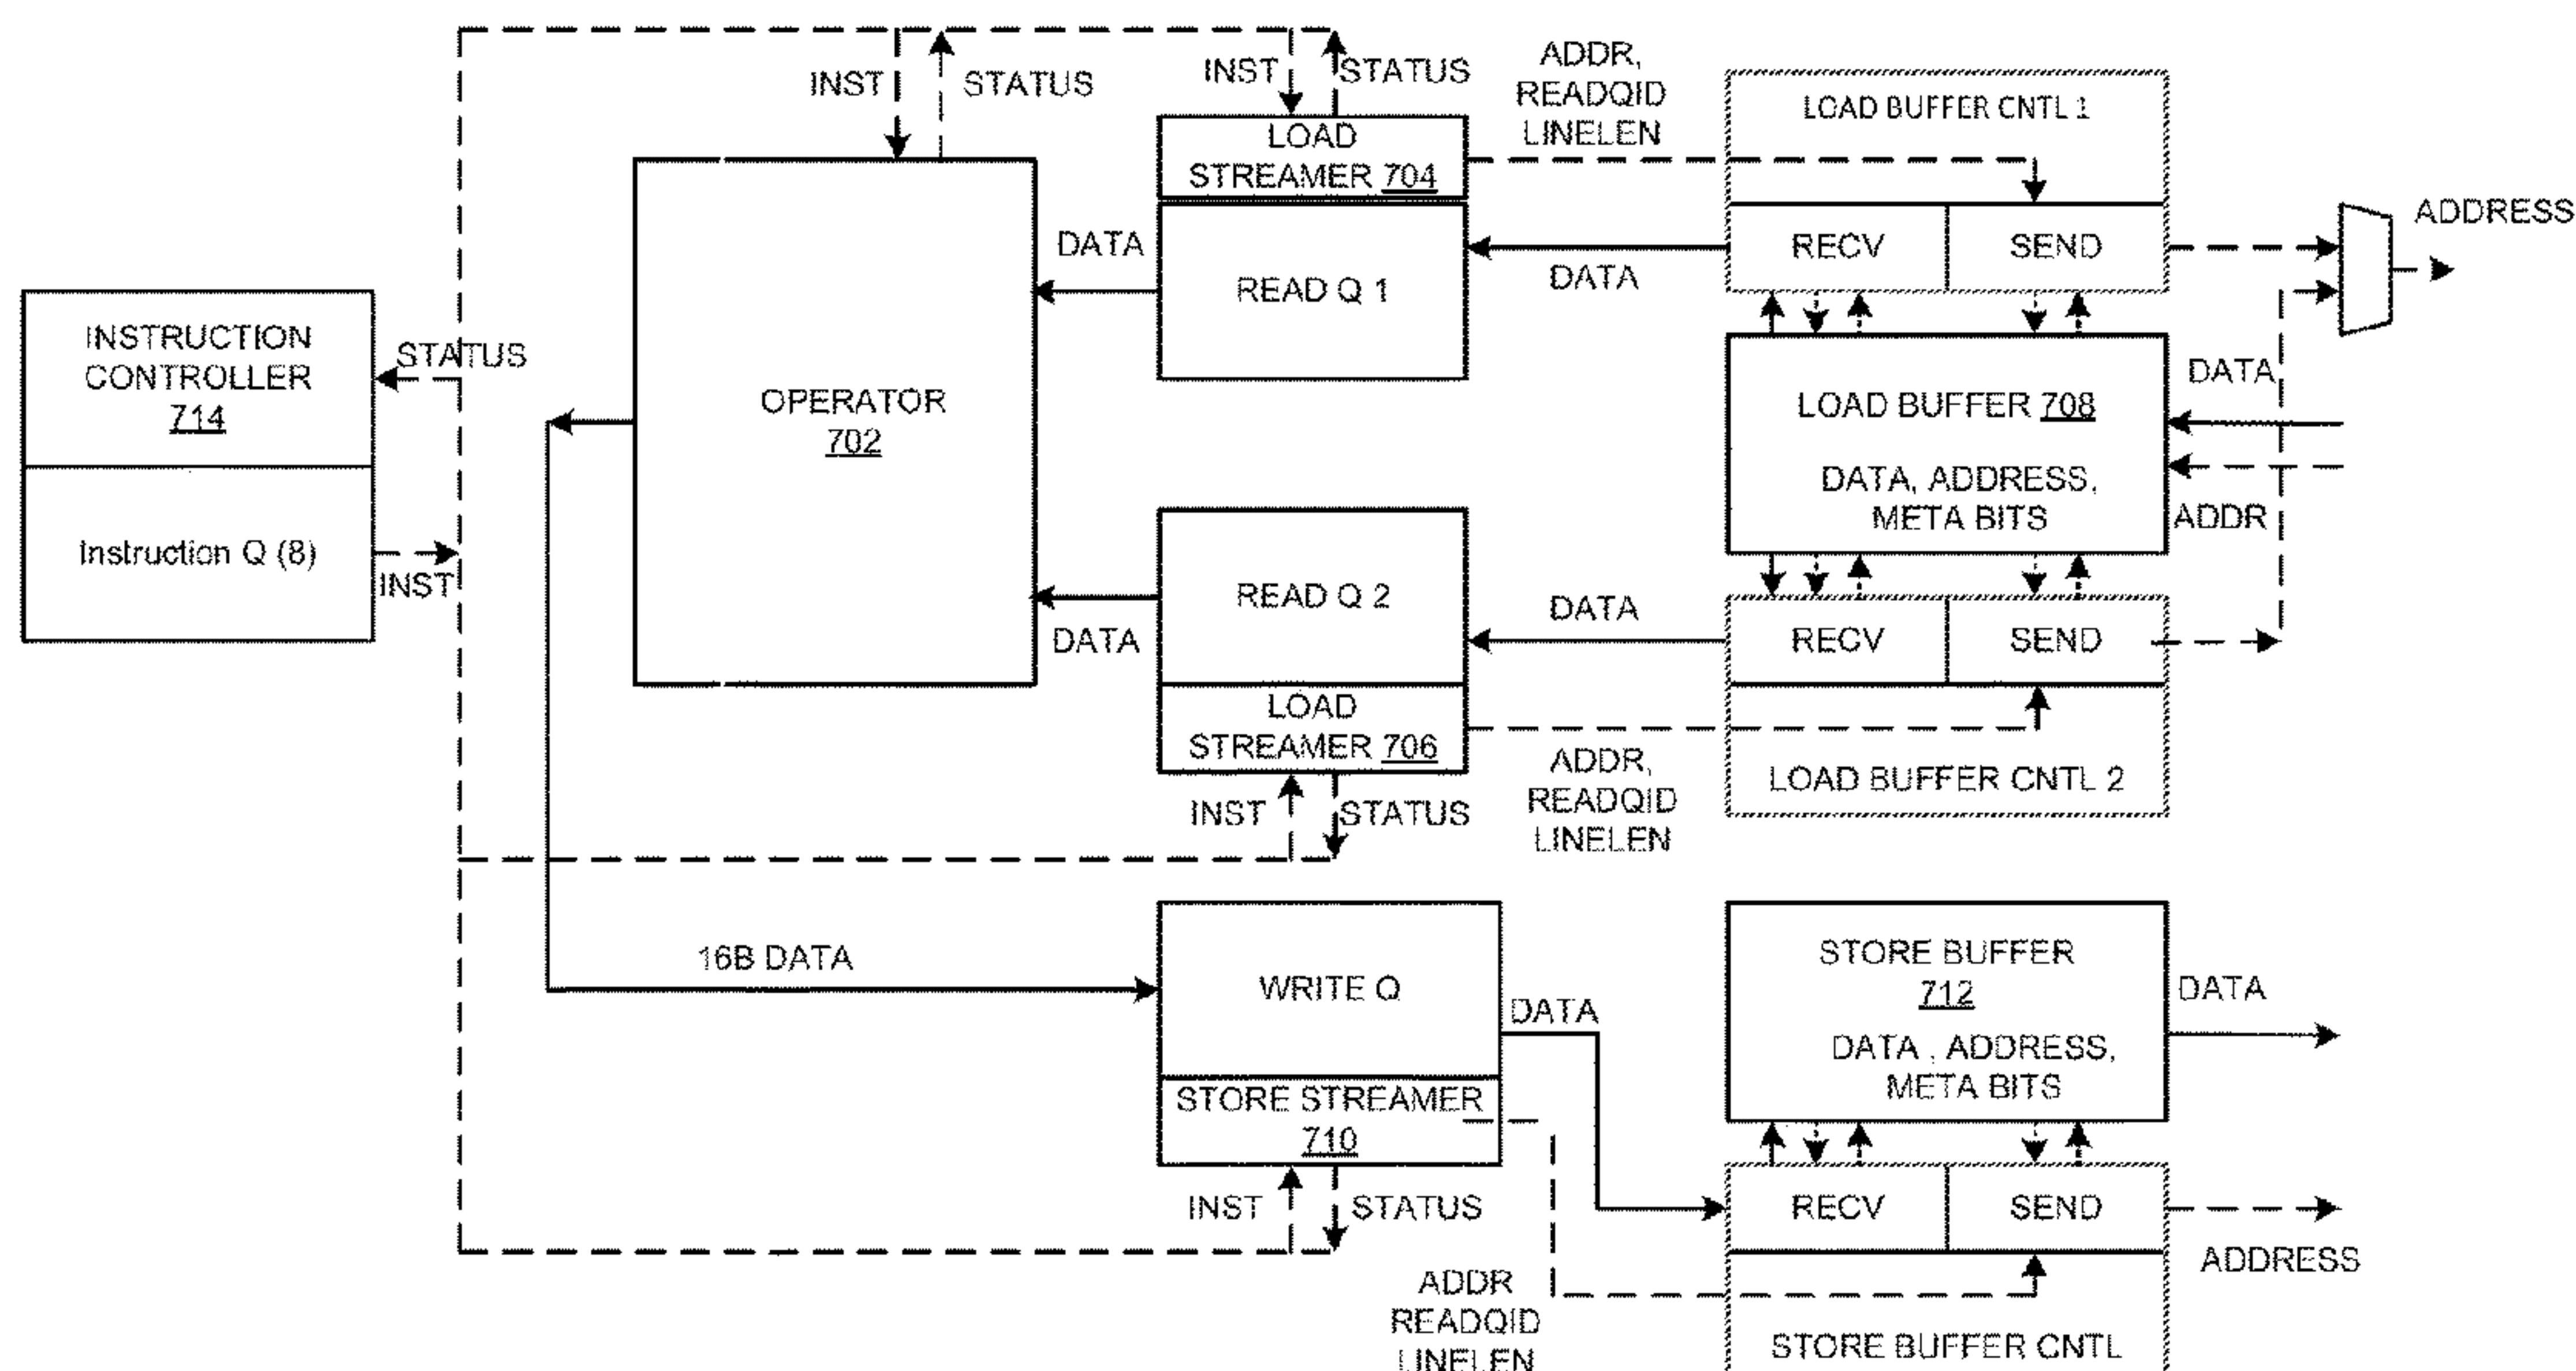 INST
STATUS
INST
STATUS
ADDR,
READQID
LINELEN
LOAD BUFFER CNTL 1
LOAD
STREAMER 704
ADDRESS
DATA
READ Q 1
DATA
RECV
SEND
INSTRUCTION
CONTROLLER
714
STATUS
OPERATOR
702
LOAD BUFFER 708
DATA, ADDRESS,
META BITS
DATA
ADDR
Instruction Q (8)
INST
READ Q 2
DATA
DATA
RECV
SEND
LOAD
STREAMER 706
INST
STATUS
ADDR,
READQID
LINELEN
LOAD BUFFER CNTL 2
16B DATA
WRITE Q
DATA
STORE BUFFER
712
DATA , ADDRESS,
META BITS
DATA
STORE STREAMER
710
INST
STATUS
RECV
SEND
ADDRESS
ADDR
READQID
LINELEN
STORE BUFFER CNTL